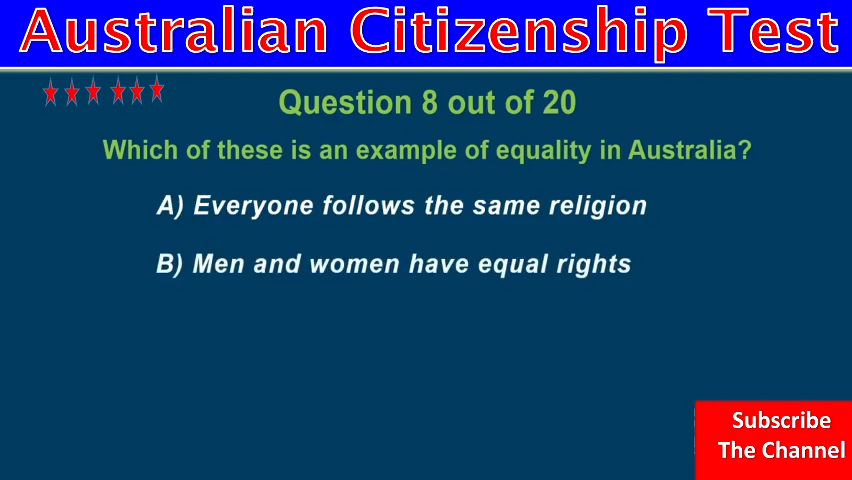 Australian Citizenship Test
Question 8 out of 20
Which of these is an example of equality in Australia?
A) Everyone follows the same religion
B) Men and women have equal rights
Subscribe
The Channel